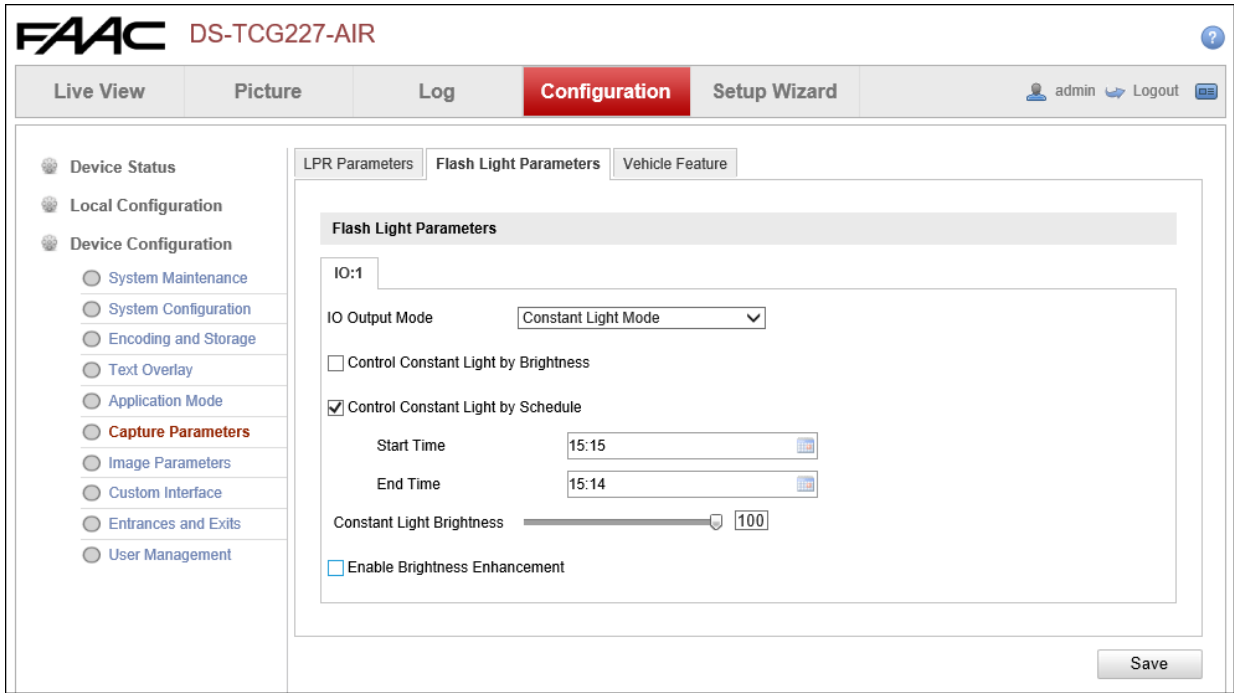 FAAC DS-TCG227-AIR
?
Live View Picture Log Configuration Setup Wizard admin Logout
Device Status
Local Configuration
Device Configuration
System Maintenance
System Configuration
Encoding and Storage
Text Overlay
Application Mode
Capture Parameters
Image Parameters
Custom Interface
Entrances and Exits
User Management
LPR Parameters Flash Light Parameters Vehicle Feature
Flash Light Parameters
IO:1
IO Output Mode Constant Light Mode
Control Constant Light by Brightness
Control Constant Light by Schedule
Start Time 15:15
End Time 15:14
Constant Light Brightness 100
Enable Brightness Enhancement
Save